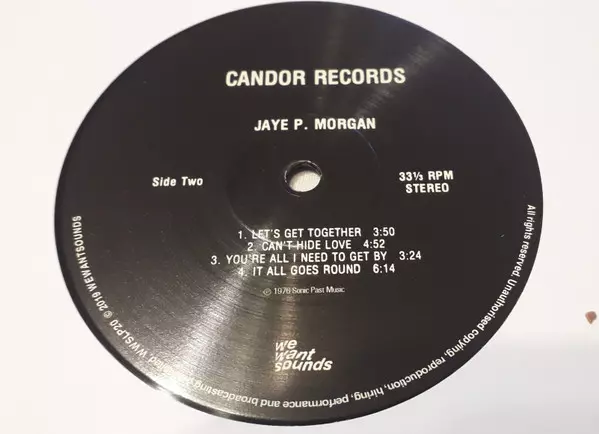 CANDOR RECORDS
JAYE P. MORGAN
Side Two
33⅓ RPM
STEREO
1. LET'S GET TOGETHER 3:50
2. CAN'T HIDE LOVE 4:52
3. YOU'RE ALL I NEED TO GET BY 3:24
4. IT ALL GOES ROUND 6:14
℗ 1976 Sonic Past Music
we
want
sounds
All rights reserved. Unauthorised copying, reproduction, hiring, performance and broadcasting
WWSLP20 © 2019 WEWANTSOUNDS